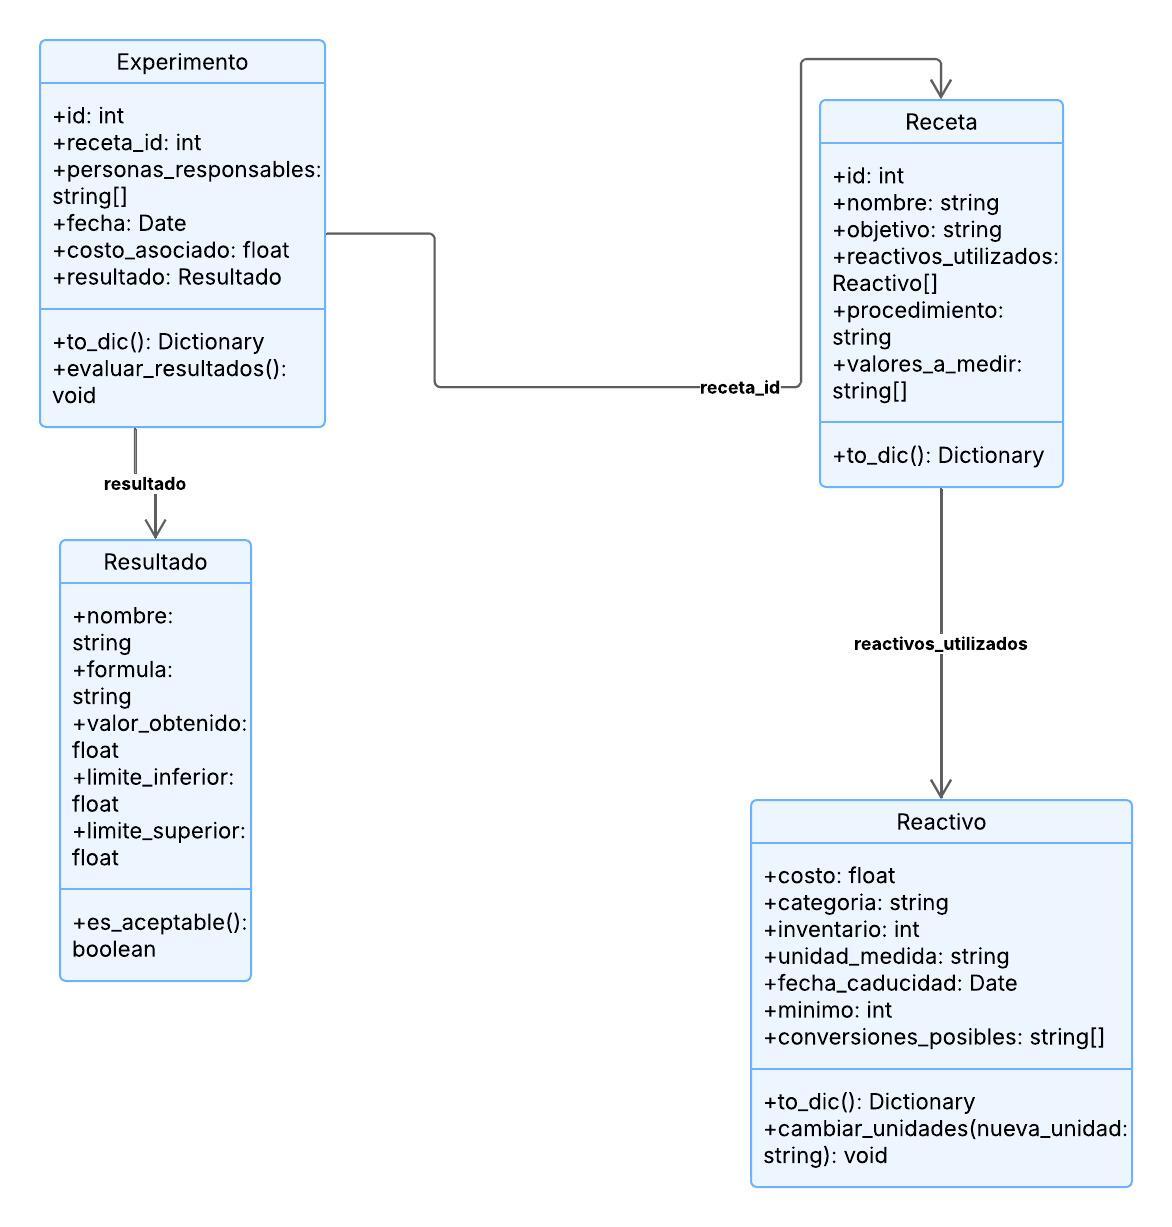 Experimento
+id: int
+receta_id: int
+personas_responsables:
string[]
+fecha: Date
+costo_asociado: float
+resultado: Resultado
+to_dic(): Dictionary
+evaluar_resultados():
void
receta_id
Receta
+id: int
+nombre: string
+objetivo: string
+reactivos_utilizados:
Reactivo[]
+procedimiento:
string
+valores_a_medir:
string[]
+to_dic(): Dictionary
resultado
Resultado
+nombre:
string
+formula:
string
+valor_obtenido:
float
+limite_inferior:
float
+limite_superior:
float
+es_aceptable():
boolean
reactivos_utilizados
Reactivo
+costo: float
+categoria: string
+inventario: int
+unidad_medida: string
+fecha_caducidad: Date
+minimo: int
+conversiones_posibles: string[]
+to_dic(): Dictionary
+cambiar_unidades(nueva_unidad:
string): void